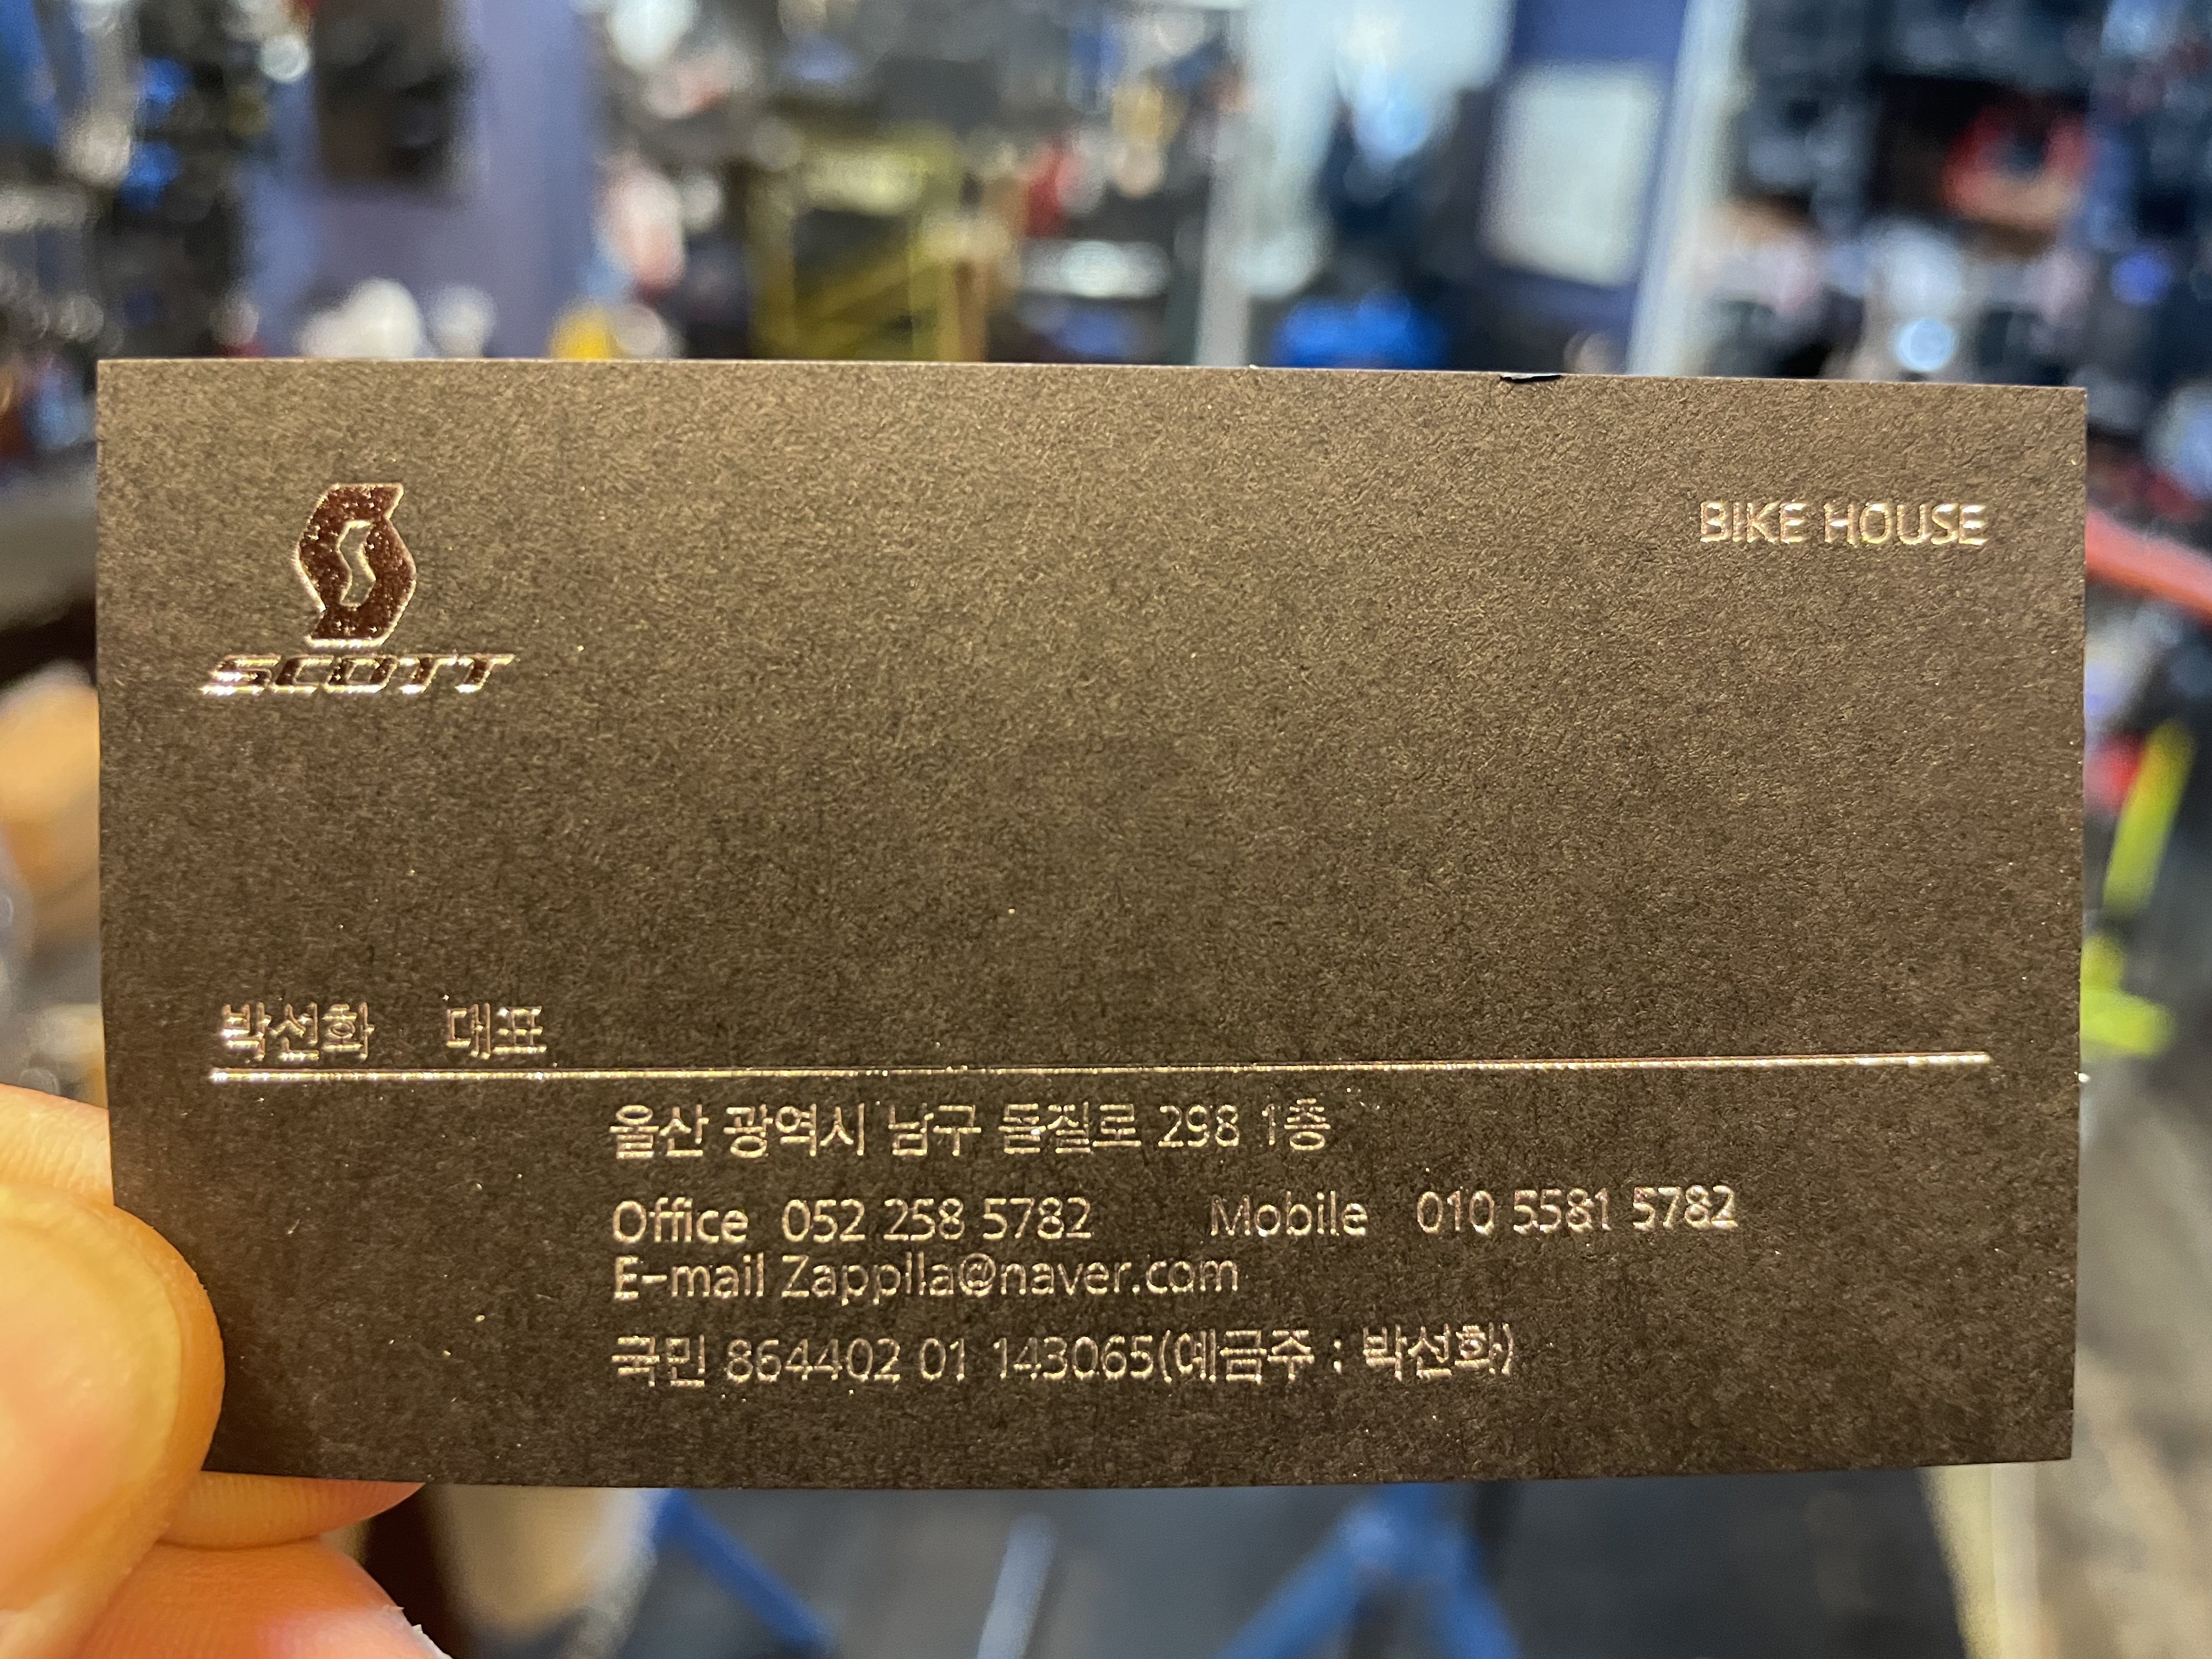 SCOTT
BIKE HOUSE
박선화 대표
울산 광역시 남구 돋질로 298 1층
Office 052 258 5782 Mobile 010 5581 5782
E-mail Zapplla@naver.com
국민 864402 01 143065(예금주 : 박선화)